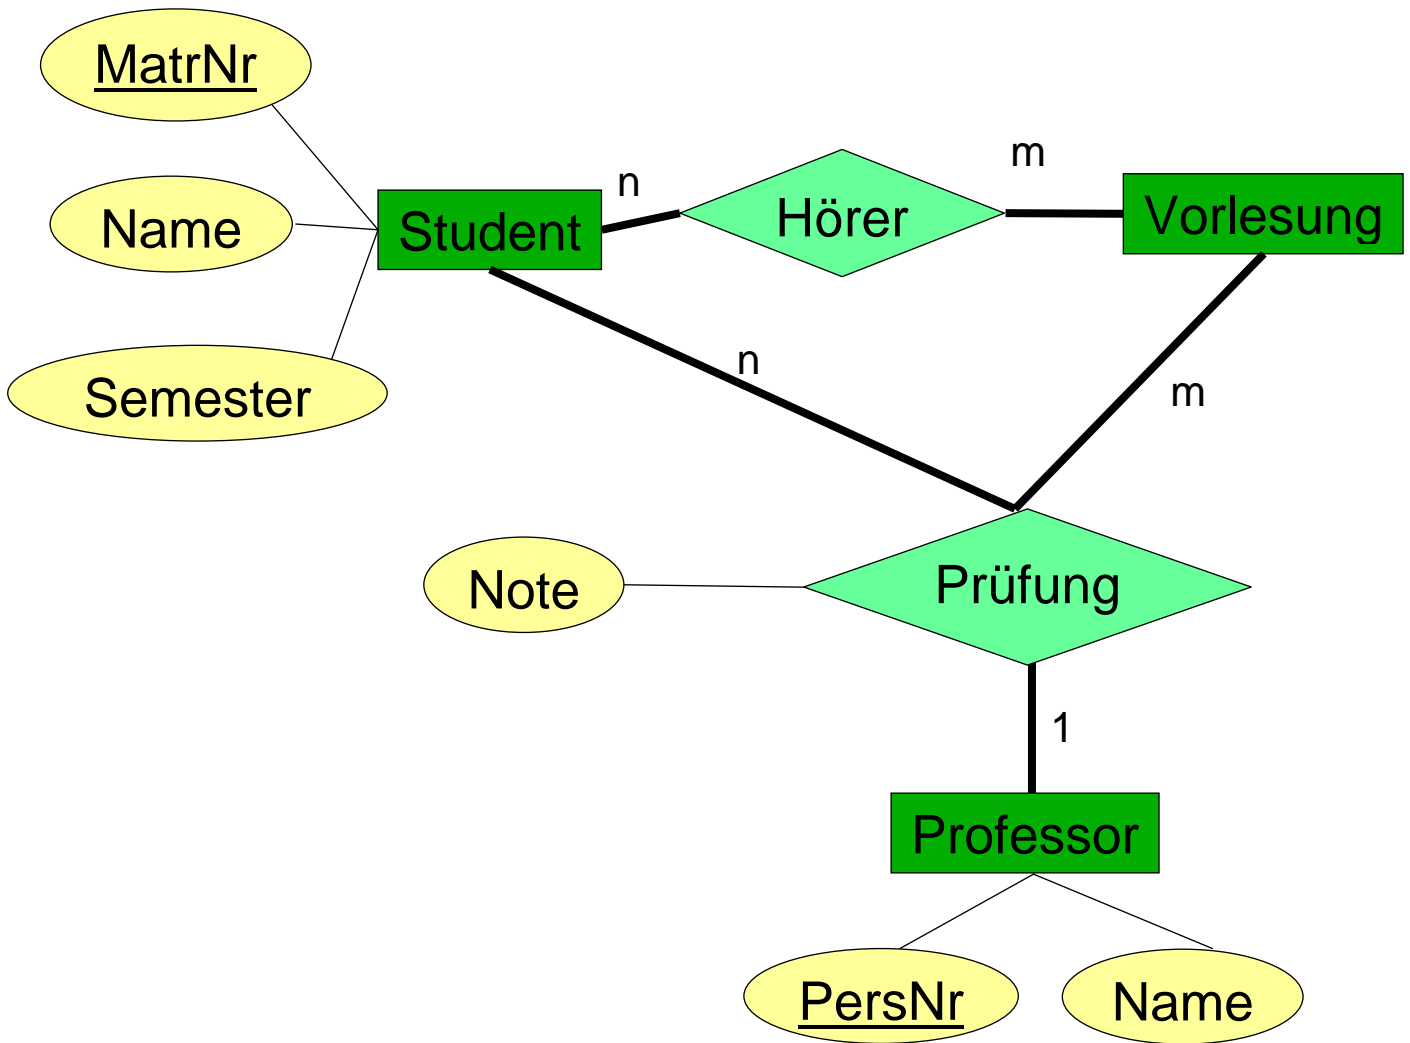 MatrNr
Name
Semester
Student
n
Hörer
m
Vorlesung
n
m
Note
Prüfung
1
Professor
PersNr
Name